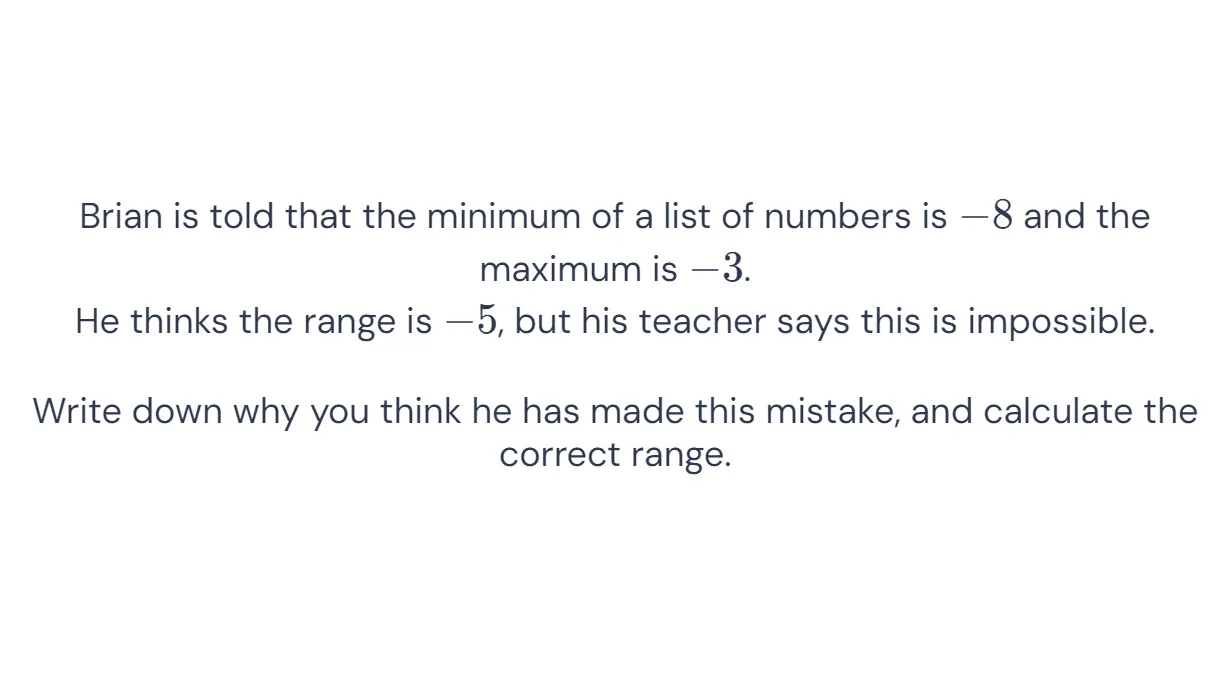 Brian is told that the minimum of a list of numbers is −8 and the
maximum is −3.
He thinks the range is −5, but his teacher says this is impossible.
Write down why you think he has made this mistake, and calculate the
correct range.